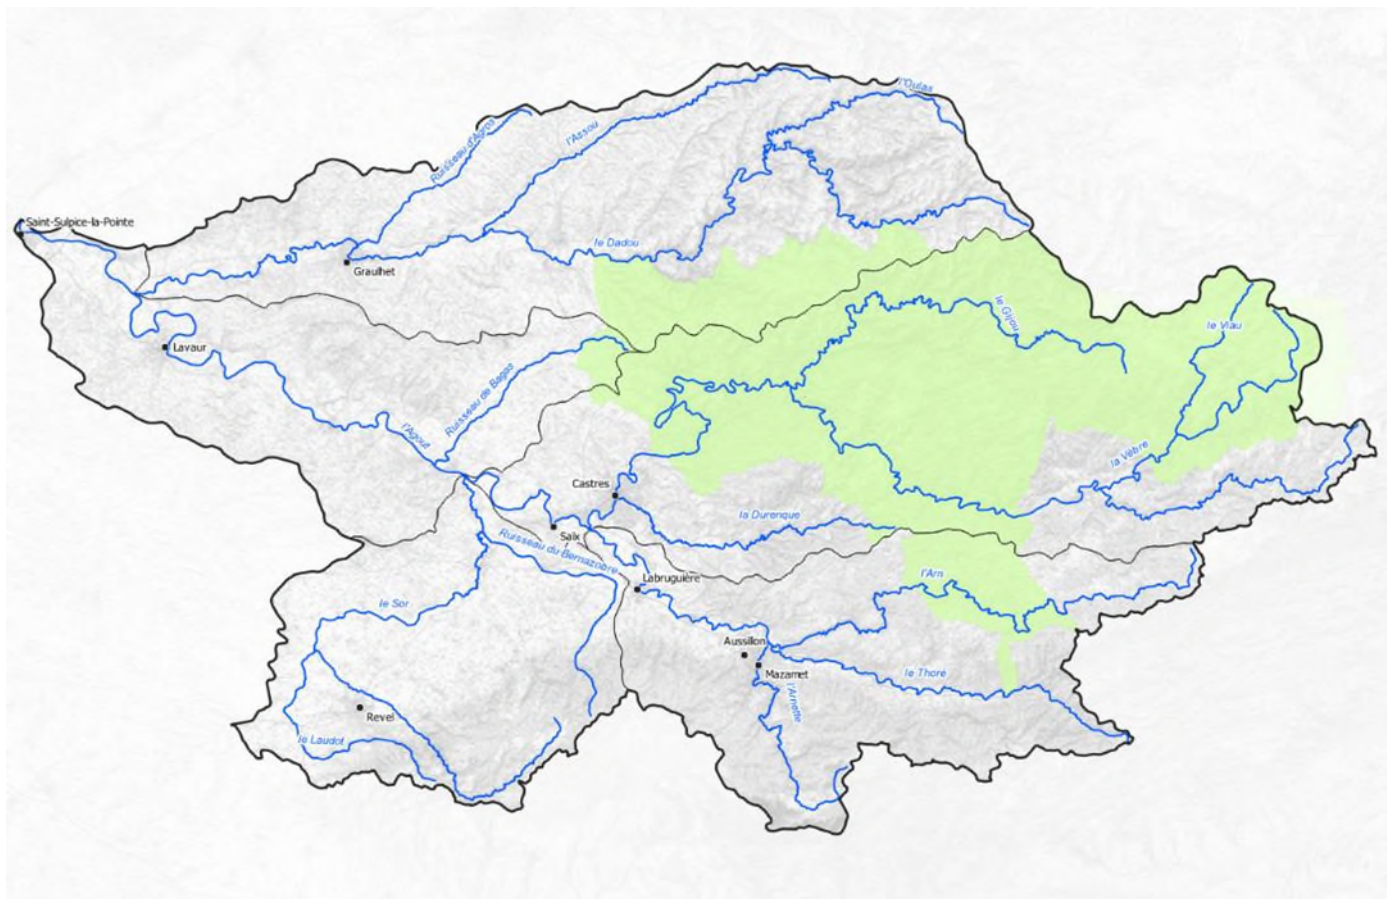 l'Oulas
Ruisseau d'Agros
l'Assou
Saint-Sulpice-la-Pointe
le Dadou
Graulhet
le Gijou
le Viau
Lavaur
Ruisseau de Bagas
l'Agout
la Vèbre
Castres
la Durenque
Saïx
Ruisseau du Bernazobre
Labruguière
l'Arn
le Sor
Aussillon
Mazamet
le Thoré
l'Arnette
Revel
le Laudot